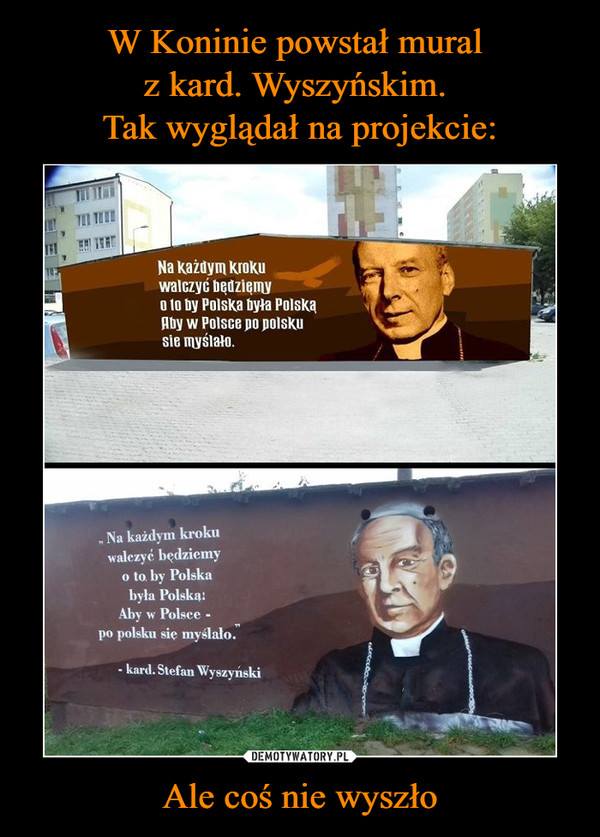 W Koninie powstał mural
z kard. Wyszyńskim.
Tak wyglądał na projekcie:
Na każdym kroku
walczyć będziemy
o to by Polska była Polską
Aby w Polsce po polsku
sie myślało.
„ Na każdym kroku
walczyć będziemy
o to by Polska
była Polską:
Aby w Polsce -
po polsku się myślało."
- kard. Stefan Wyszyński
DEMOTYWATORY.PL
Ale coś nie wyszło